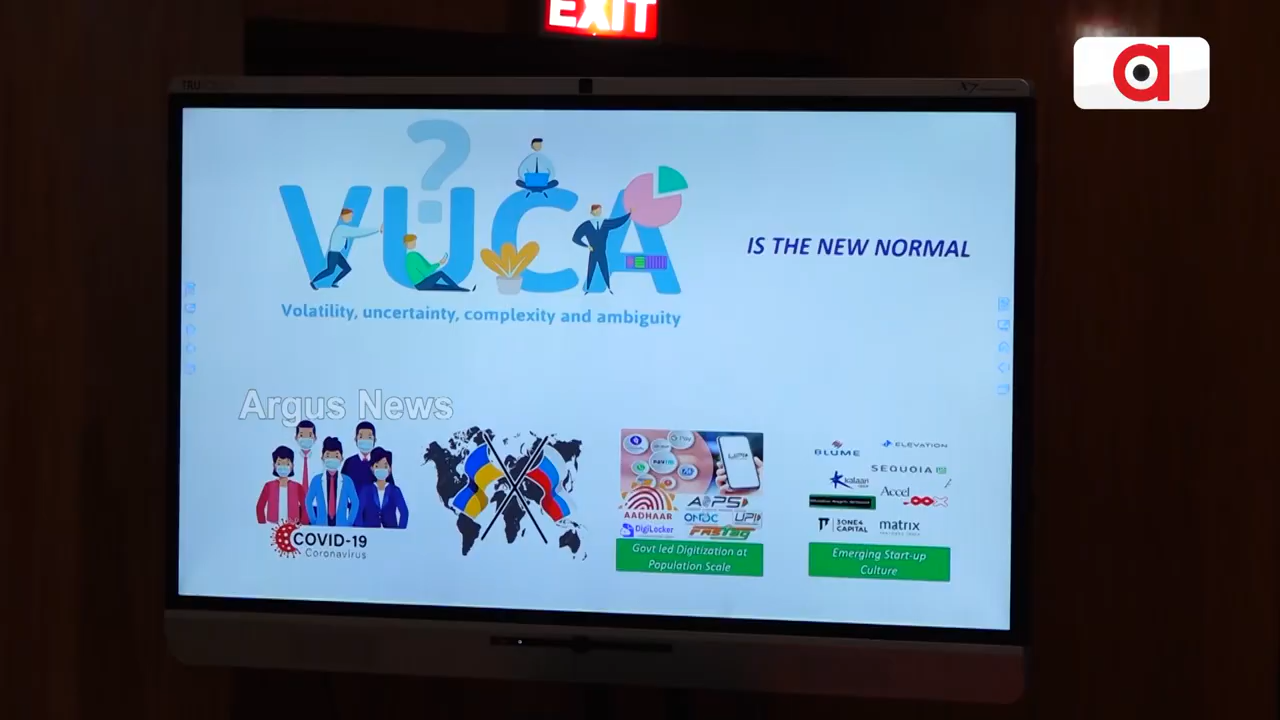 EXIT
a
VUCA
?
IS THE NEW NORMAL
Volatility, uncertainty, complexity and ambiguity
Argus News
COVID-19
Coronavirus
G Pay
UPI
AADHAAR
DigiLocker
UPI
FASTag
Govt led Digitization at
Population Scale
BLUME
ELEVATION
SEQUOIA
kalaari
Accel
3ONE4
CAPITAL
matrix
Emerging Start-up
Culture